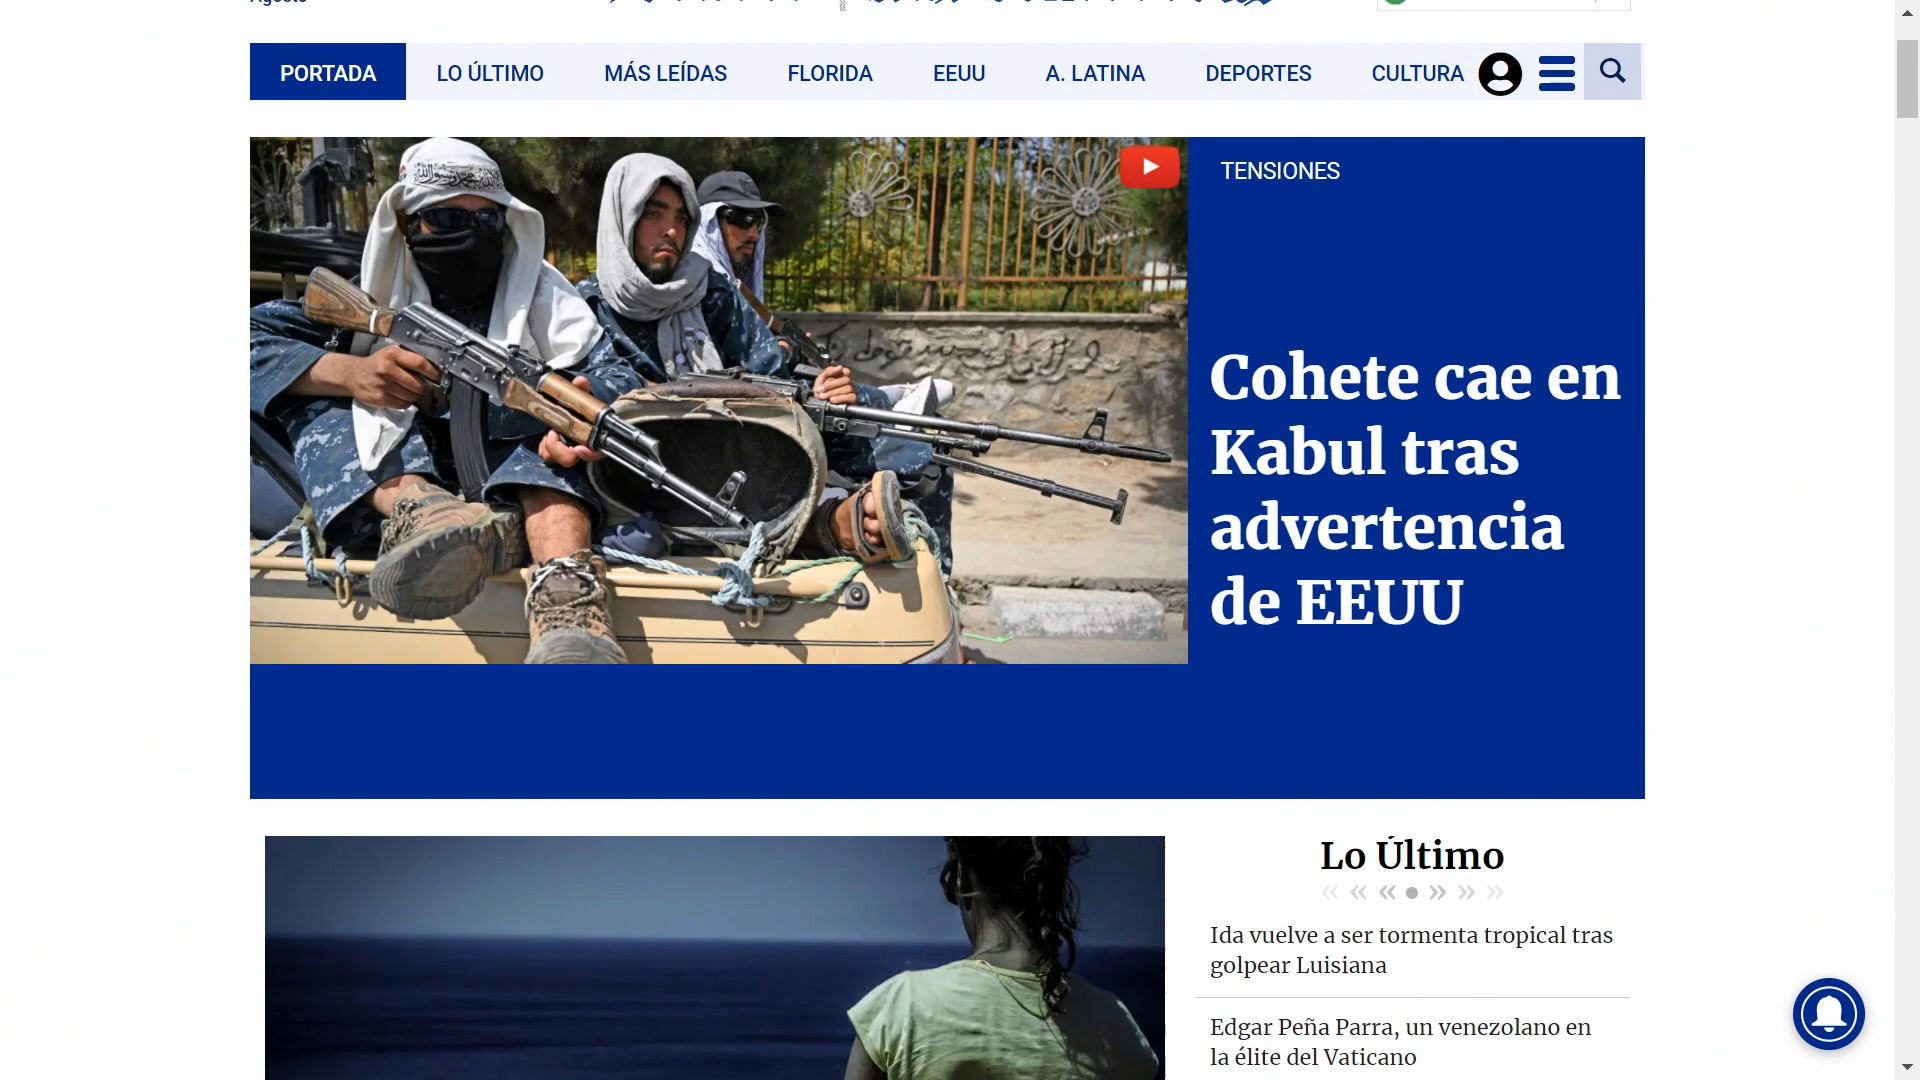 PORTADA
LO ÚLTIMO
MÁS LEÍDAS
FLORIDA
EEUU
A. LATINA
DEPORTES
CULTURA
TENSIONES
Cohete cae en
Kabul tras
advertencia
de EEUU
Lo Último
Ida vuelve a ser tormenta tropical tras
golpear Luisiana
Edgar Peña Parra, un venezolano en
la élite del Vaticano